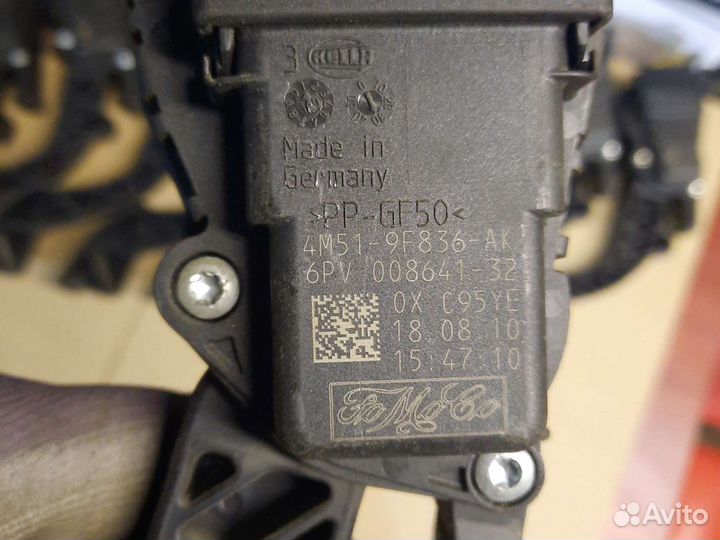 3 HELLA
Made in
Germany
>PP-GF50<
4M51-9F836-AK
6PV 008641 32
0X C95YE
18.08.10
15:47:10
FoMoCo
Avito